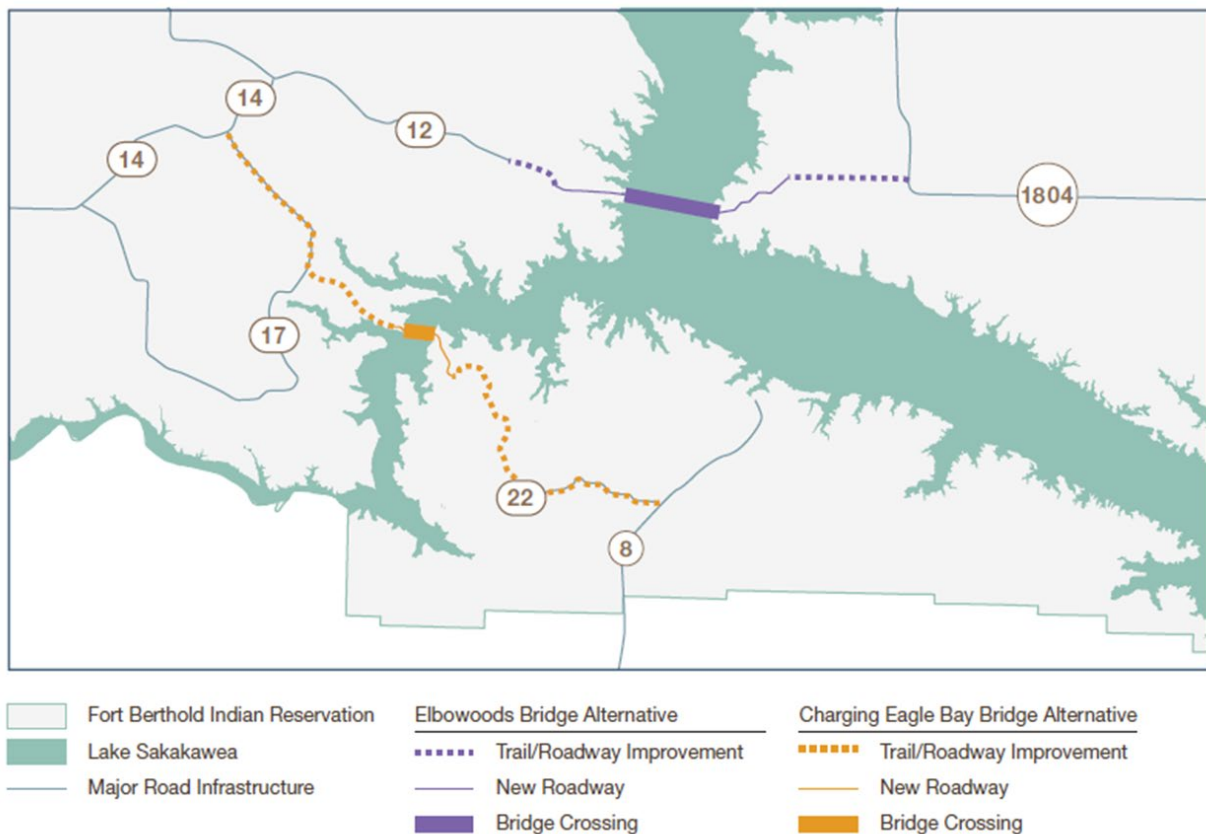 14
12
14
1804
17
22
8
Fort Berthold Indian Reservation
Lake Sakakawea
Major Road Infrastructure
Elbowoods Bridge Alternative
Trail/Roadway Improvement
New Roadway
Bridge Crossing
Charging Eagle Bay Bridge Alternative
Trail/Roadway Improvement
New Roadway
Bridge Crossing